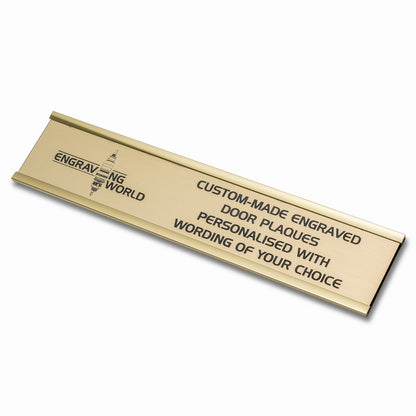 ENGRAVING
WORLD
CUSTOM-MADE ENGRAVED
DOOR PLAQUES
PERSONALISED WITH
WORDING OF YOUR CHOICE